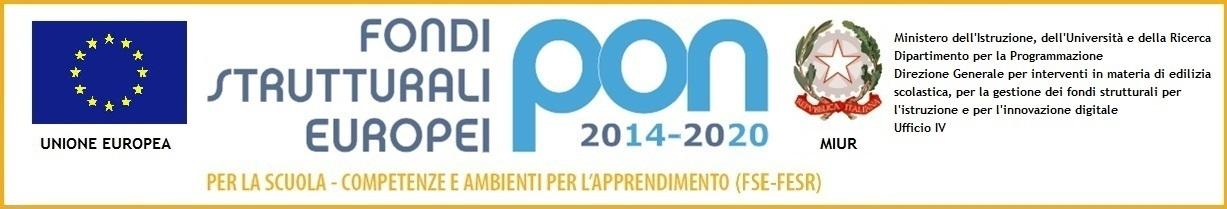 UNIONE EUROPEA
FONDI
STRUTTURALI
EUROPEI
pon
2014-2020
PER LA SCUOLA - COMPETENZE E AMBIENTI PER L'APPRENDIMENTO (FSE-FESR)
REPVBBLICA ITALIANA
MIUR
Ministero dell'Istruzione, dell'Università e della Ricerca
Dipartimento per la Programmazione
Direzione Generale per interventi in materia di edilizia
scolastica, per la gestione dei fondi strutturali per
l'istruzione e per l'innovazione digitale
Ufficio IV